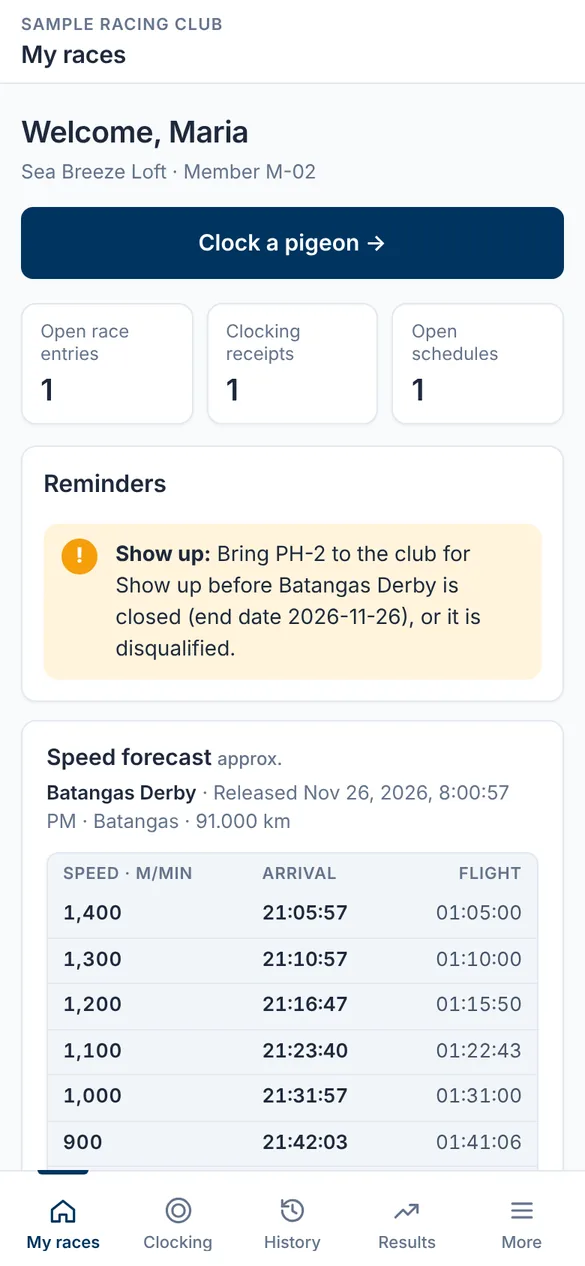 SAMPLE RACING CLUB
My races
Welcome, Maria
Sea Breeze Loft · Member M-02
Clock a pigeon →
Open race
entries
1
Clocking
receipts
1
Open
schedules
1
Reminders
! Show up: Bring PH-2 to the club for
Show up before Batangas Derby is
closed (end date 2026-11-26), or it is
disqualified.
Speed forecast approx.
Batangas Derby · Released Nov 26, 2026, 8:00:57
PM · Batangas · 91.000 km
SPEED · M/MIN ARRIVAL FLIGHT
1,400 21:05:57 01:05:00
1,300 21:10:57 01:10:00
1,200 21:16:47 01:15:50
1,100 21:23:40 01:22:43
1,000 21:31:57 01:31:00
900 21:42:03 01:41:06
My races Clocking History Results More